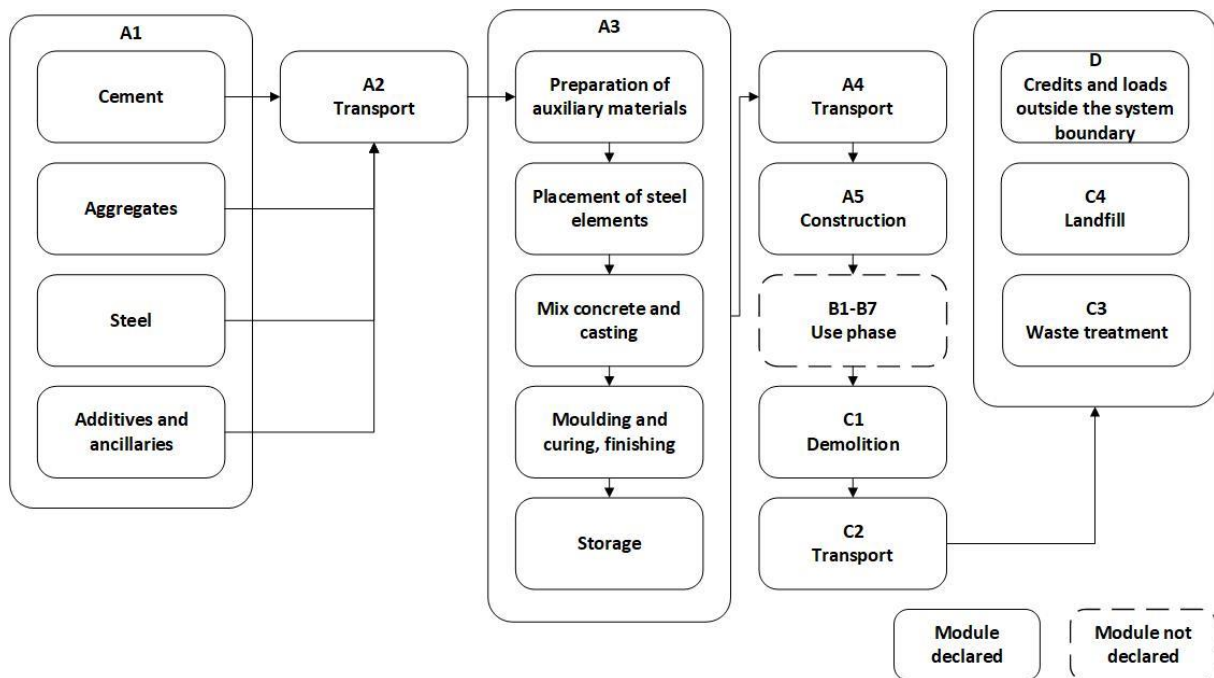 A1
Cement
Aggregates
Steel
Additives and
ancillaries
A2
Transport
A3
Preparation of
auxiliary materials
Placement of steel
elements
Mix concrete and
casting
Moulding and
curing, finishing
Storage
A4
Transport
A5
Construction
B1-B7
Use phase
C1
Demolition
C2
Transport
D
Credits and loads
outside the system
boundary
C4
Landfill
C3
Waste treatment
Module
declared
Module not
declared